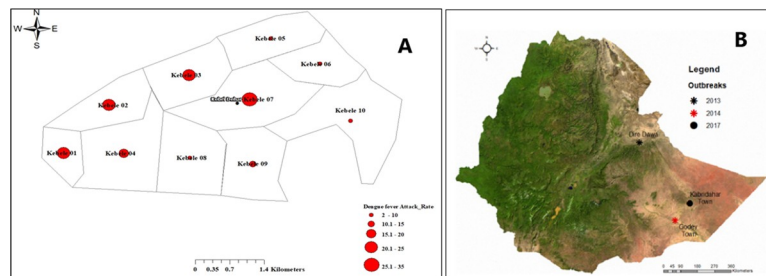 N
W E
S
A
Kebele 05
Kebele 06
Kebele 03
Kebele 07
Kebele 02
Kebele 10
Kebele 01
Kebele 04
Kebele 08
Kebele 09
Dengue fever Attack_Rate
2 - 10
10.1 - 15
15.1 - 20
20.1 - 25
25.1 - 35
0 0.35 0.7 1.4 Kilometers
B
Legend
Outbreaks
2013
2014
2017
Dire Dawa
Kabridahar
Town
Godey
Town